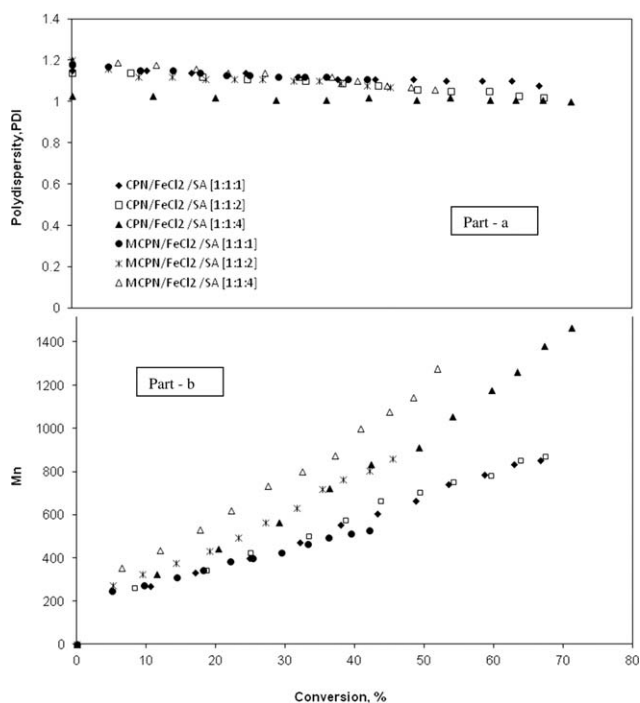 1.4
1.2
1
0.8
0.6
0.4
0.2
0
Polydispersity,PDI
CPN/FeCl2 /SA [1:1:1]
CPN/FeCl2 /SA [1:1:2]
CPN/FeCl2 /SA [1:1:4]
MCPN/FeCl2 /SA [1:1:1]
MCPN/FeCl2 /SA [1:1:2]
MCPN/FeCl2 /SA [1:1:4]
Part - a
1400
1200
1000
800
600
400
200
0
Mn
Part - b
0 10 20 30 40 50 60 70 80
Conversion, %